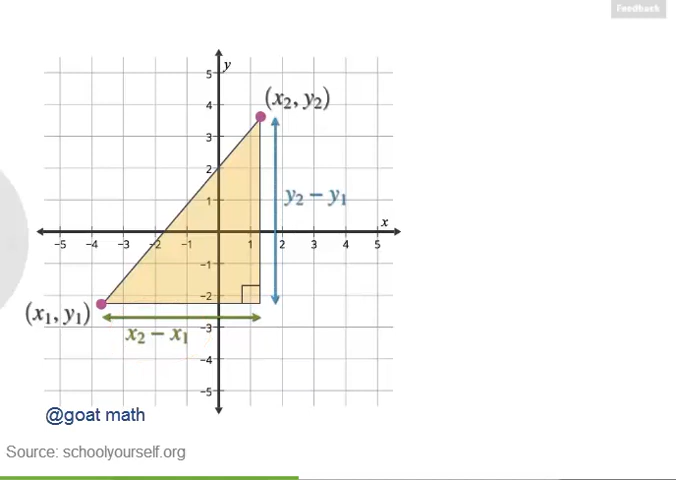 Feedback
y
5
(x₂, y₂)
4
3
2
1
y₂ − y₁
x
−5 −4 −3 −2 −1 1 2 3 4 5
−1
−2
(x₁, y₁)
−3
x₂ − x₁
−4
−5
@goat math
Source: schoolyourself.org